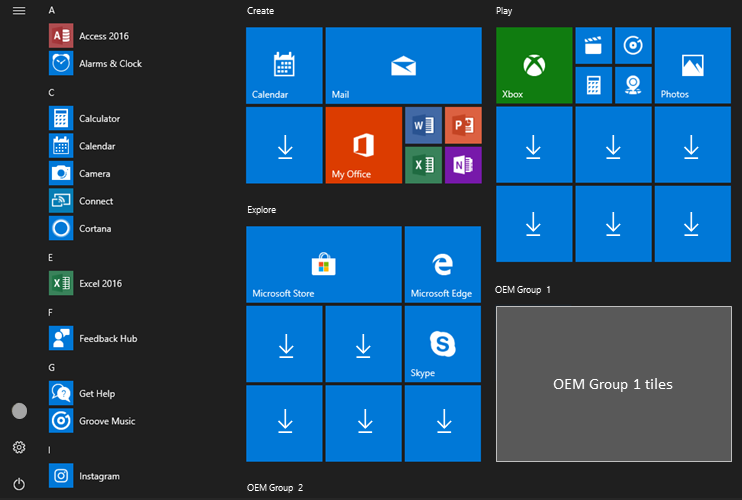 A
Access 2016
Alarms & Clock
C
Calculator
Calendar
Camera
Connect
Cortana
E
Excel 2016
F
Feedback Hub
G
Get Help
Groove Music
I
Instagram
Create
Calendar
Mail
My Office
Explore
Microsoft Store
Microsoft Edge
Skype
OEM Group 2
Play
Xbox
Photos
OEM Group 1
OEM Group 1 tiles